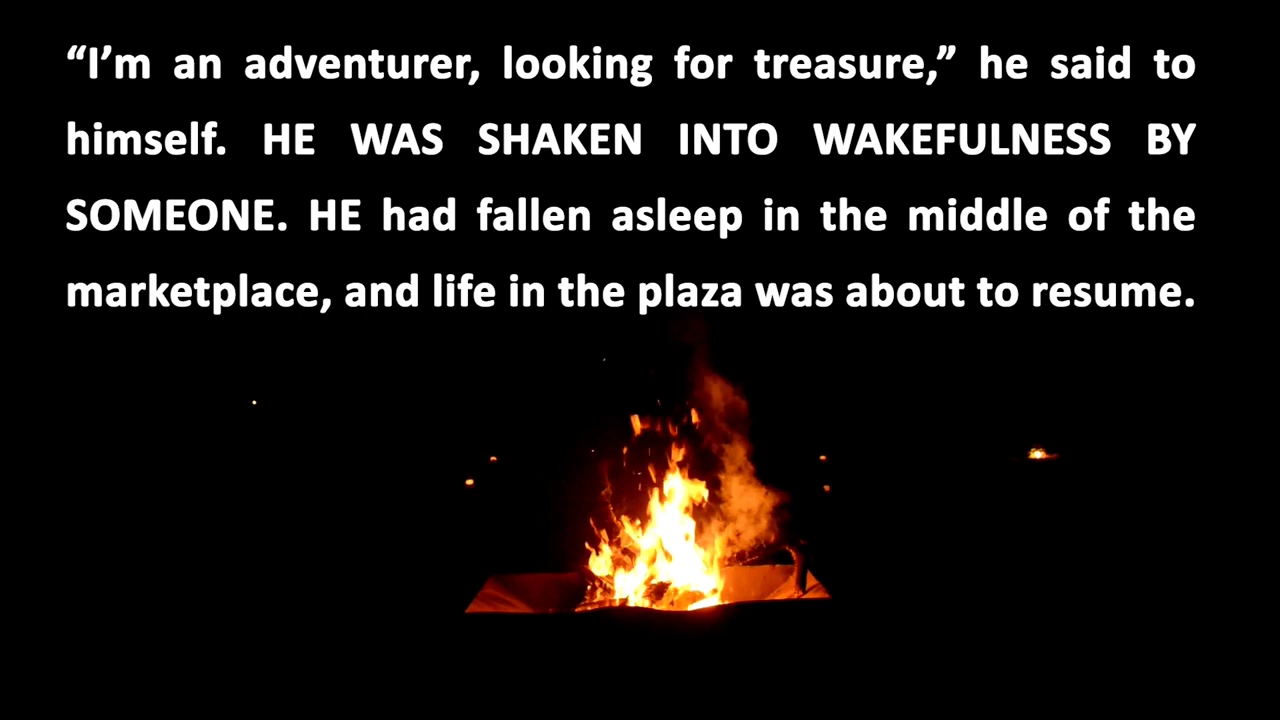 “I’m an adventurer, looking for treasure,” he said to
himself. HE WAS SHAKEN INTO WAKEFULNESS BY
SOMEONE. HE had fallen asleep in the middle of the
marketplace, and life in the plaza was about to resume.